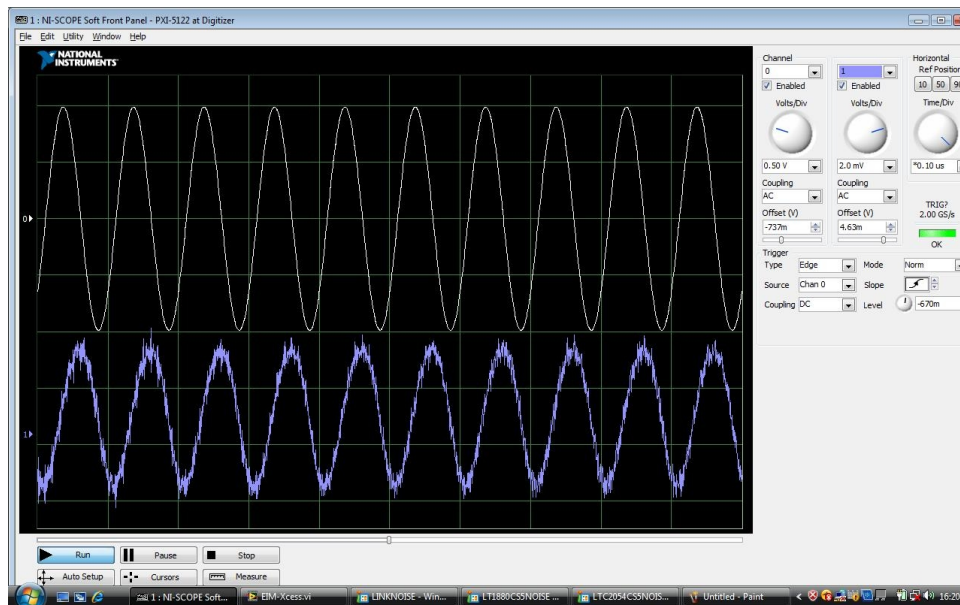 1 : NI-SCOPE Soft Front Panel - PXI-5122 at Digitizer
File Edit Utility Window Help
NATIONAL
INSTRUMENTS
Channel
0
Enabled
Volts/Div
0.50 V
Coupling
AC
Offset (V)
-737m
1
Enabled
Volts/Div
2.0 mV
Coupling
AC
Offset (V)
4.63m
Horizontal
Ref Position
10 50 90
Time/Div
*0.10 us
TRIG?
2.00 GS/s
OK
Trigger
Type Edge Mode Norm
Source Chan 0 Slope
Coupling DC Level -670m
0
1
Run Pause Stop
Auto Setup Cursors Measure
1 : NI-SCOPE Soft... EIM-Xcess.vi LINKNOISE - Win... LT1880CS5NOISE ... LTC2054CS5NOIS... Untitled - Paint 16:20